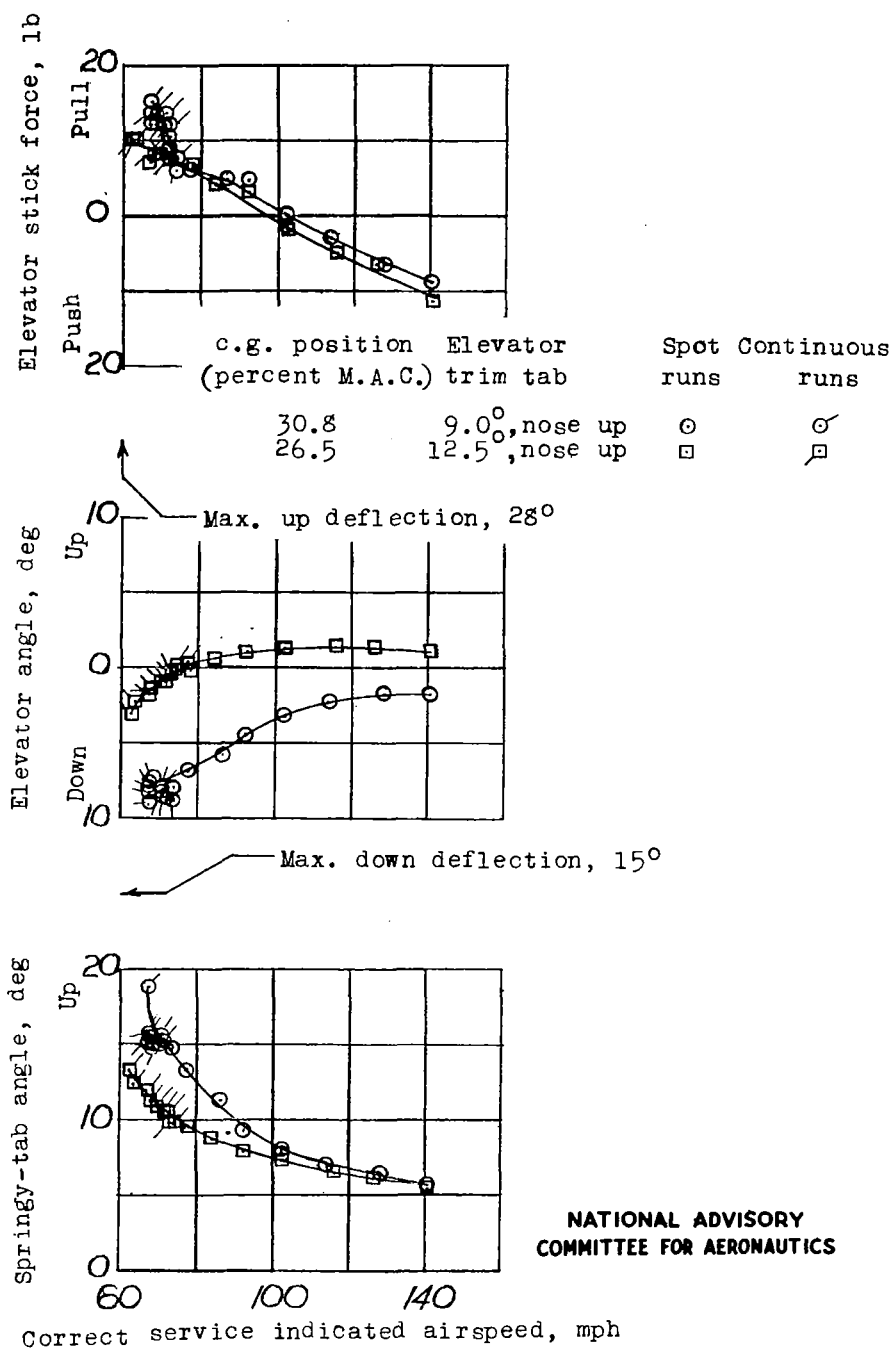 Elevator stick force, lb
Pull
Push
20
0
20
c.g. position Elevator Spot Continuous
(percent M.A.C.) trim tab runs runs
30.8 9.0°, nose up
26.5 12.5°, nose up
Elevator angle, deg
Up
Down
10
0
10
Max. up deflection, 28°
Max. down deflection, 15°
Springy-tab angle, deg
Up
20
10
0
60 100 140
Correct service indicated airspeed, mph
NATIONAL ADVISORY
COMMITTEE FOR AERONAUTICS